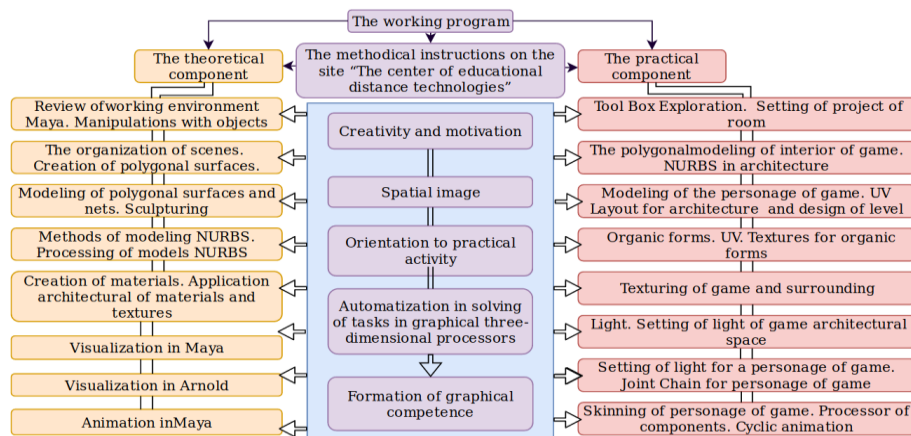 The working program
The theoretical
component
The methodical instructions on the
site “The center of educational
distance technologies”
The practical
component
Review ofworking environment
Maya. Manipulations with objects
The organization of scenes.
Creation of polygonal surfaces.
Modeling of polygonal surfaces and
nets. Sculpturing
Methods of modeling NURBS.
Processing of models NURBS
Creation of materials. Application
architectural of materials and
textures
Visualization in Maya
Visualization in Arnold
Animation inMaya
Creativity and motivation
Spatial image
Orientation to practical
activity
Automatization in solving
of tasks in graphical three-
dimensional processors
Formation of graphical
competence
Tool Box Exploration. Setting of project of
room
The polygonalmodeling of interior of game.
NURBS in architecture
Modeling of the personage of game. UV
Layout for architecture and design of level
Organic forms. UV. Textures for organic
forms
Texturing of game and surrounding
Light. Setting of light of game architectural
space
Setting of light for a personage of game.
Joint Chain for personage of game
Skinning of personage of game. Processor of
components. Cyclic animation